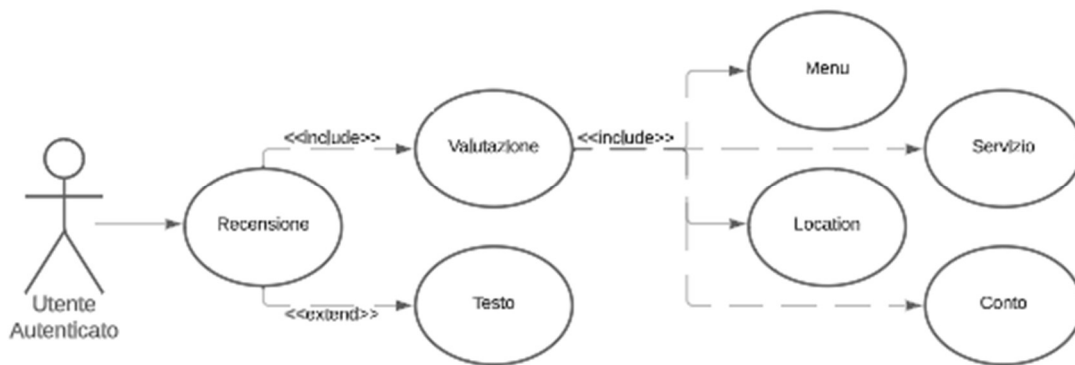 Menu
<<include>>
Valutazione
<<include>>
Servizio
Recensione
Location
Utente
Autenticato
<<extend>>
Testo
Conto